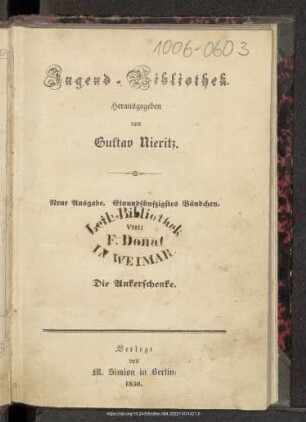 1006-0603
Jugend-Bibliothek.
Herausgegeben
von
Gustav Nieritz.
Neue Ausgabe. Einundfünfzigstes Bändchen.
Leih-Bibliothek
von
F. Donat
IN WEIMAR
Die Ankerschenke.
Verlegt
von
M. Simion in Berlin.
1850.